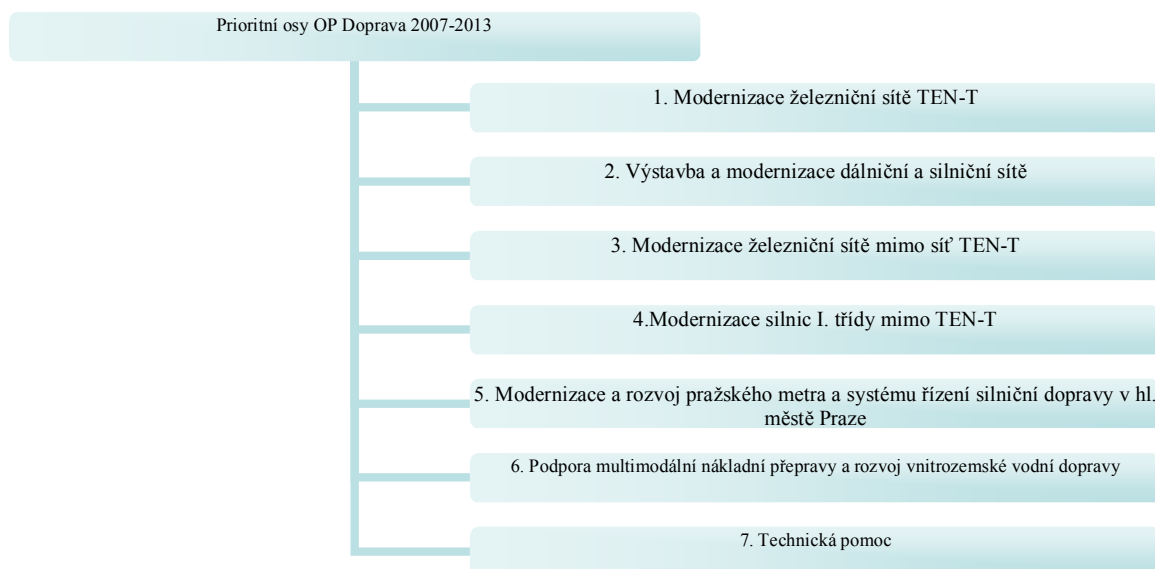 Prioritní osy OP Doprava 2007-2013
1. Modernizace železniční sítě TEN-T
2. Výstavba a modernizace dálniční a silniční sítě
3. Modernizace železniční sítě mimo síť TEN-T
4.Modernizace silnic I. třídy mimo TEN-T
5. Modernizace a rozvoj pražského metra a systému řízení silniční dopravy v hl.
městě Praze
6. Podpora multimodální nákladní přepravy a rozvoj vnitrozemské vodní dopravy
7. Technická pomoc